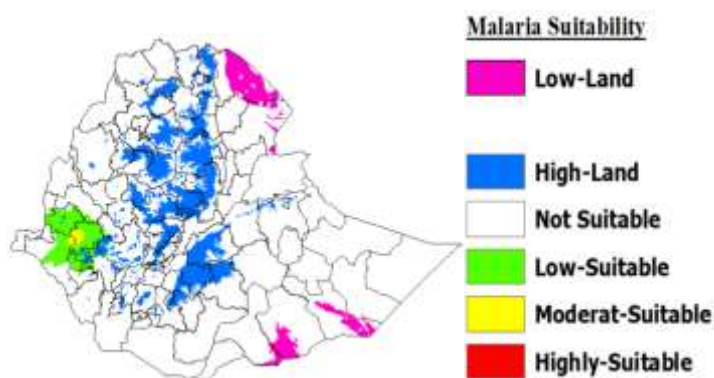 Malaria Suitability
Low-Land
High-Land
Not Suitable
Low-Suitable
Moderat-Suitable
Highly-Suitable